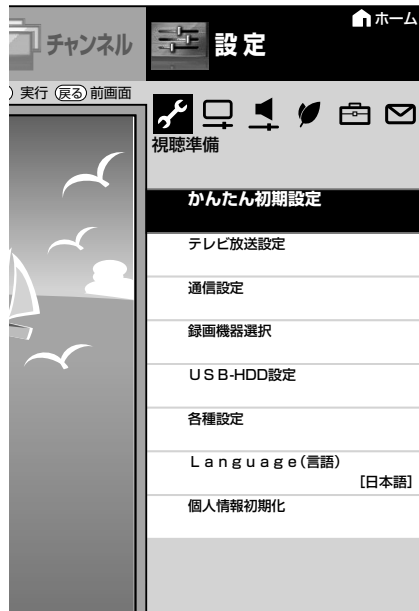 ホーム
チャンネル
設定
実行 戻る 前画面
視聴準備
かんたん初期設定
テレビ放送設定
通信設定
録画機器選択
USB-HDD設定
各種設定
Language(言語)
[日本語]
個人情報初期化